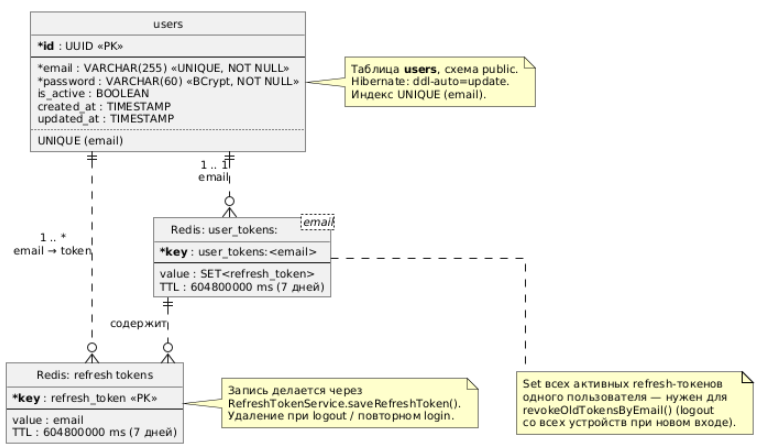 users
*id : UUID «PK»
*email : VARCHAR(255) «UNIQUE, NOT NULL»
*password : VARCHAR(60) «BCrypt, NOT NULL»
is_active : BOOLEAN
created_at : TIMESTAMP
updated_at : TIMESTAMP
UNIQUE (email)
Таблица users, схема public.
Hibernate: ddl-auto=update.
Индекс UNIQUE (email).
1 .. 1
email
1 .. *
email → token
Redis: user_tokens:
email
*key : user_tokens:<email>
value : SET<refresh_token>
TTL : 604800000 ms (7 дней)
содержит
Redis: refresh tokens
*key : refresh_token «PK»
value : email
TTL : 604800000 ms (7 дней)
Запись делается через
RefreshTokenService.saveRefreshToken().
Удаление при logout / повторном login.
Set всех активных refresh-токенов
одного пользователя — нужен для
revokeOldTokensByEmail() (logout
со всех устройств при новом входе).